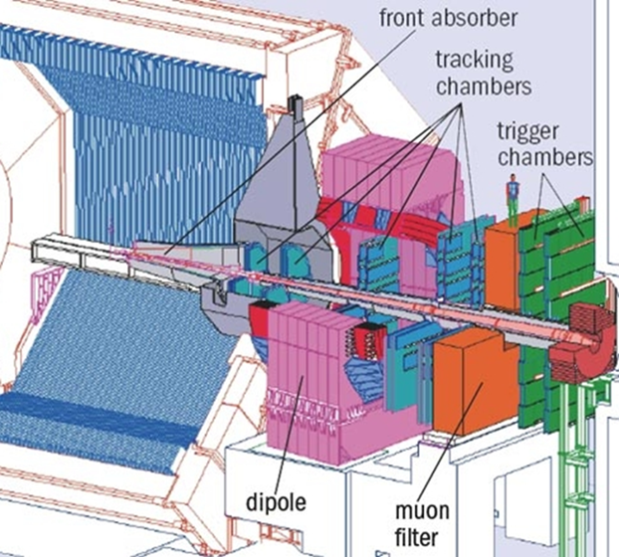 front absorber
tracking
chambers
trigger
chambers
dipole
muon
filter